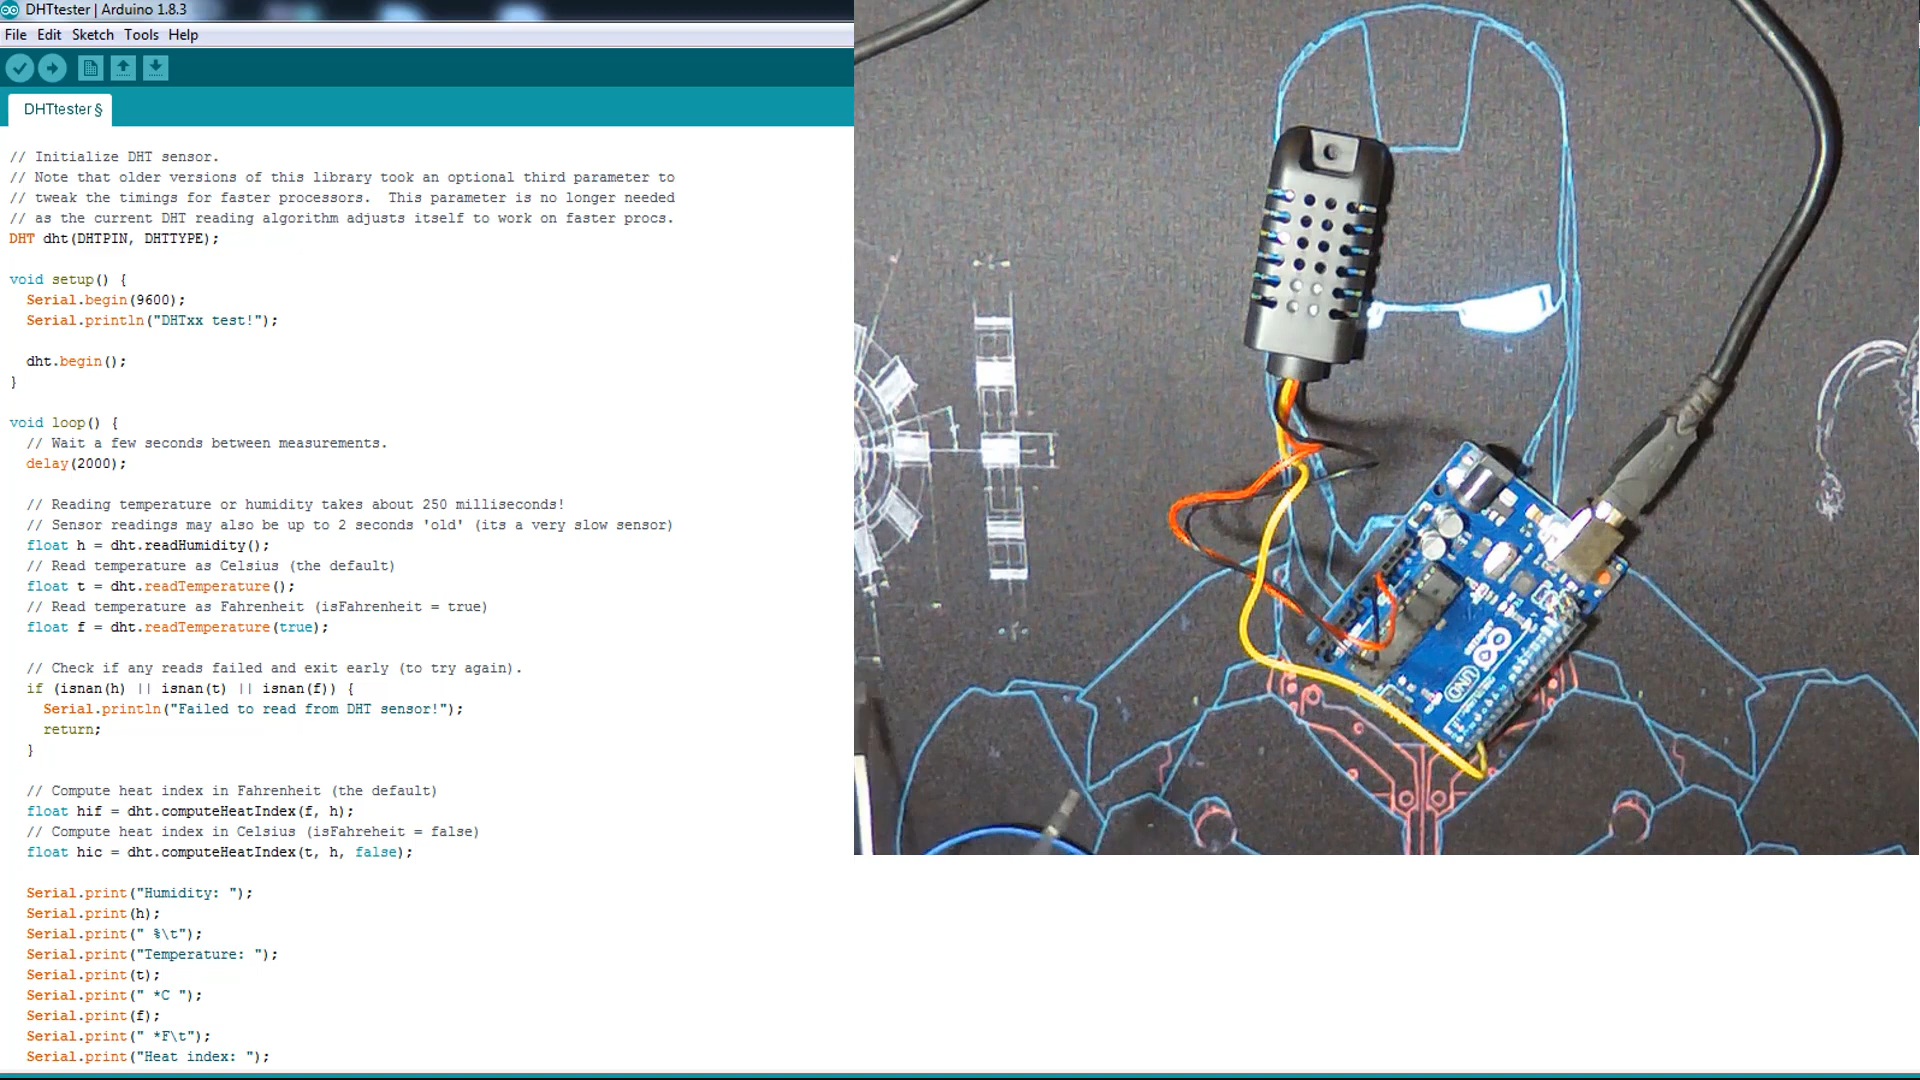 DHTtester | Arduino 1.8.3
File Edit Sketch Tools Help
DHTtester §
// Initialize DHT sensor.
// Note that older versions of this library took an optional third parameter to
// tweak the timings for faster processors.  This parameter is no longer needed
// as the current DHT reading algorithm adjusts itself to work on faster procs.
DHT dht(DHTPIN, DHTTYPE);
void setup() {
  Serial.begin(9600);
  Serial.println("DHTxx test!");
  dht.begin();
}
void loop() {
  // Wait a few seconds between measurements.
  delay(2000);
  // Reading temperature or humidity takes about 250 milliseconds!
  // Sensor readings may also be up to 2 seconds 'old' (its a very slow sensor)
  float h = dht.readHumidity();
  // Read temperature as Celsius (the default)
  float t = dht.readTemperature();
  // Read temperature as Fahrenheit (isFahrenheit = true)
  float f = dht.readTemperature(true);
  // Check if any reads failed and exit early (to try again).
  if (isnan(h) || isnan(t) || isnan(f)) {
    Serial.println("Failed to read from DHT sensor!");
    return;
  }
  // Compute heat index in Fahrenheit (the default)
  float hif = dht.computeHeatIndex(f, h);
  // Compute heat index in Celsius (isFahreheit = false)
  float hic = dht.computeHeatIndex(t, h, false);
  Serial.print("Humidity: ");
  Serial.print(h);
  Serial.print(" %\t");
  Serial.print("Temperature: ");
  Serial.print(t);
  Serial.print(" *C ");
  Serial.print(f);
  Serial.print(" *F\t");
  Serial.print("Heat index: ");
UNO